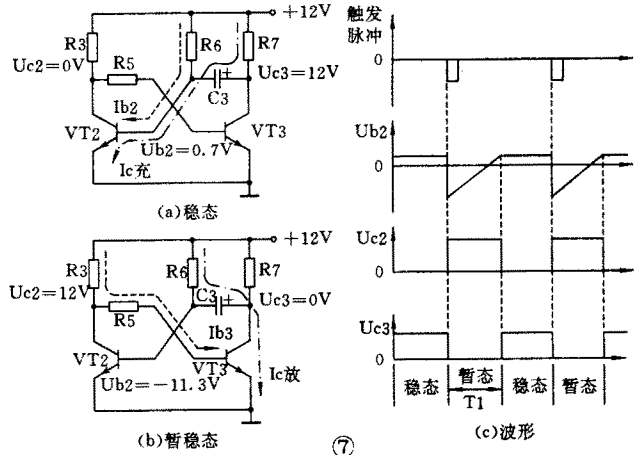 +12V
R3
R6
R7
Uc2=0V
R5
Uc3=12V
+
C3
Ib2
VT2
VT3
Ub2=0.7V
Ic充
(a)稳态
+12V
R3
R6
R7
C3
+
Uc2=12V
Uc3=0V
R5
Ib3
VT2
VT3
Ub2=-11.3V
Ic放
(b)暂稳态
触发
脉冲
0
Ub2
0
Uc2
0
Uc3
0
稳态
暂态
稳态
暂态
T1
(c)波形
⑦